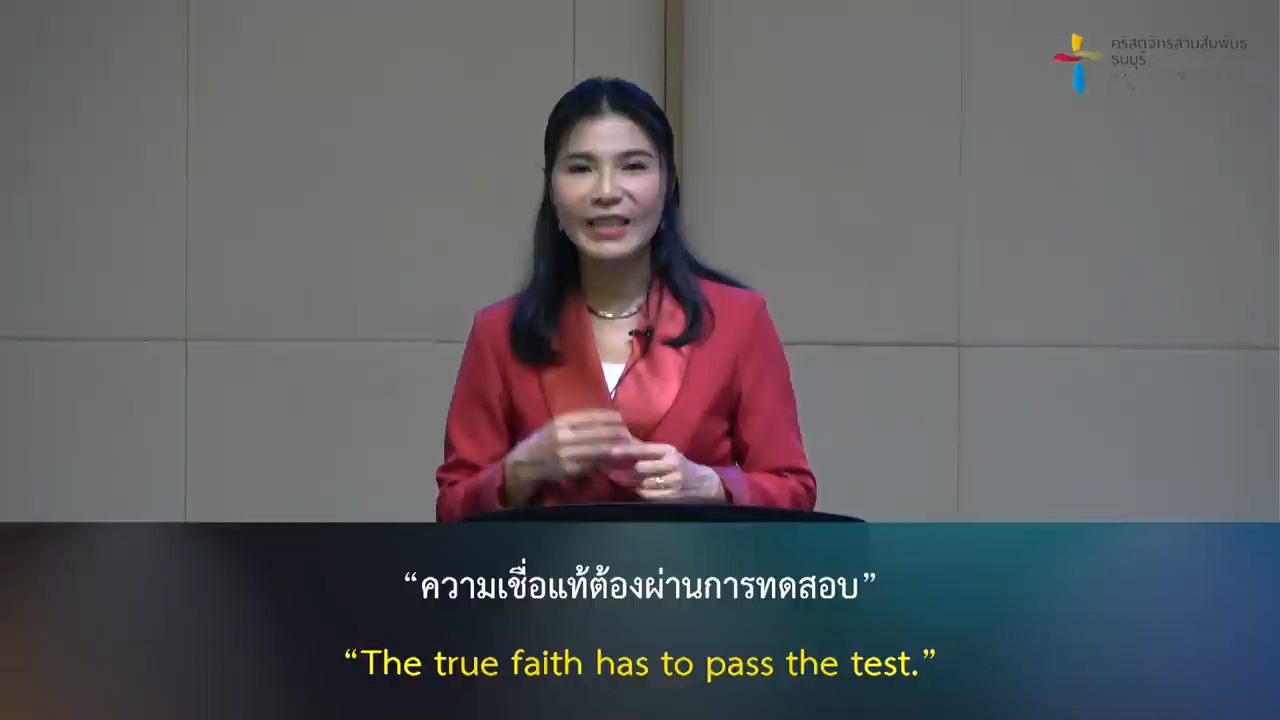 คริสตจักรสานสัมพันธ์
ธนบุรี
“ความเชื่อแท้ต้องผ่านการทดสอบ”
“The true faith has to pass the test.”